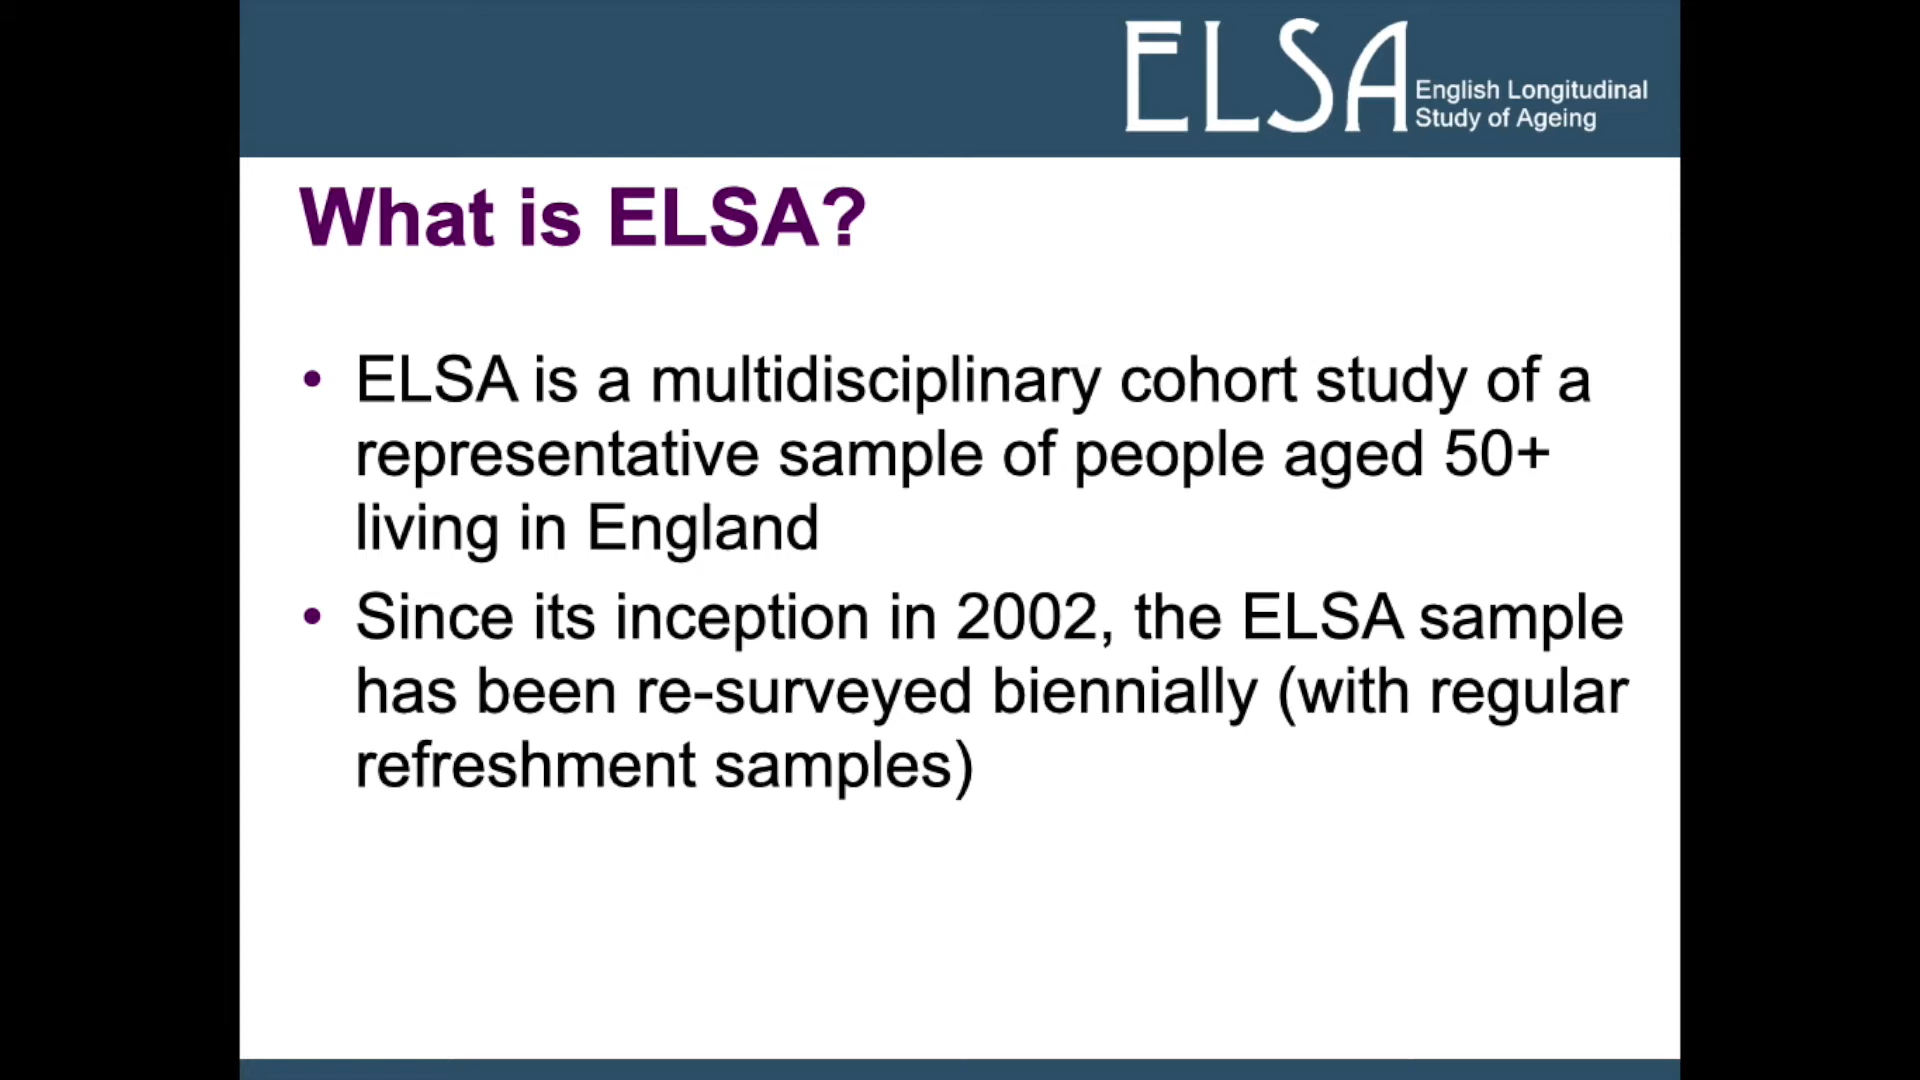 ELSA
English Longitudinal
Study of Ageing
What is ELSA?
• ELSA is a multidisciplinary cohort study of a
representative sample of people aged 50+
living in England
• Since its inception in 2002, the ELSA sample
has been re-surveyed biennially (with regular
refreshment samples)